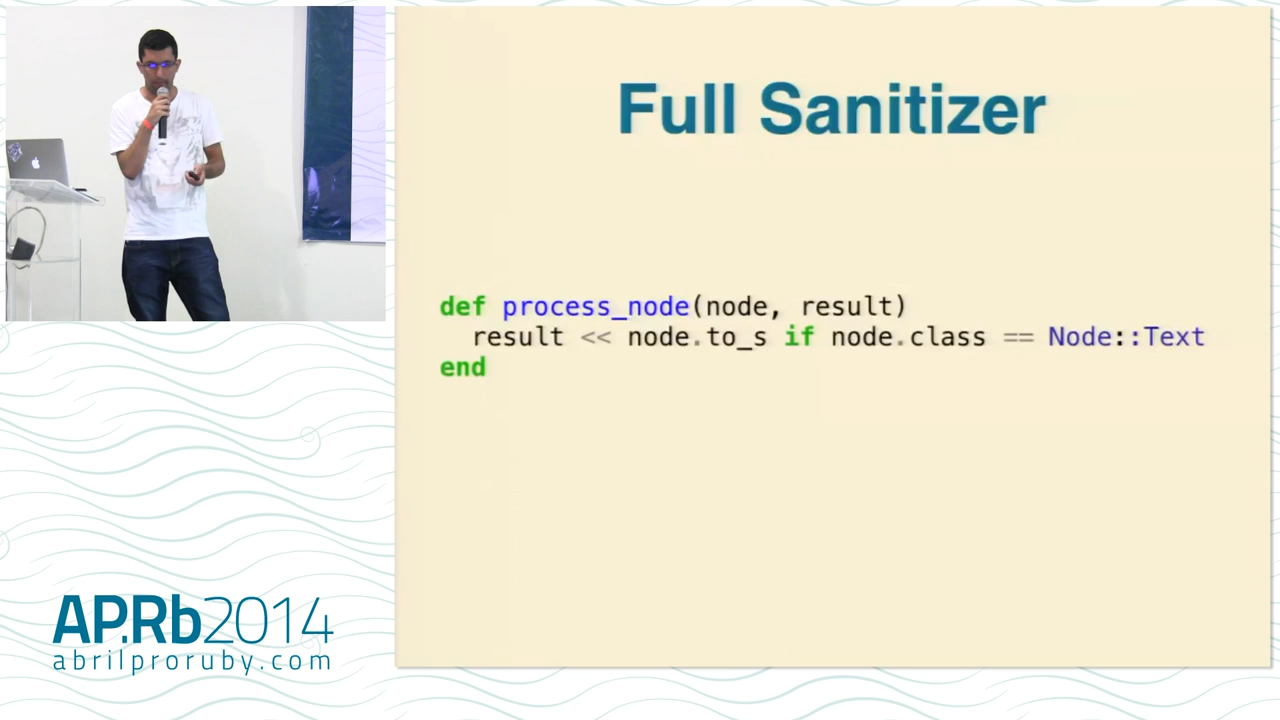 Full Sanitizer
def process_node(node, result)
  result << node.to_s if node.class == Node::Text
end
AP.Rb2014
abrilproruby.com